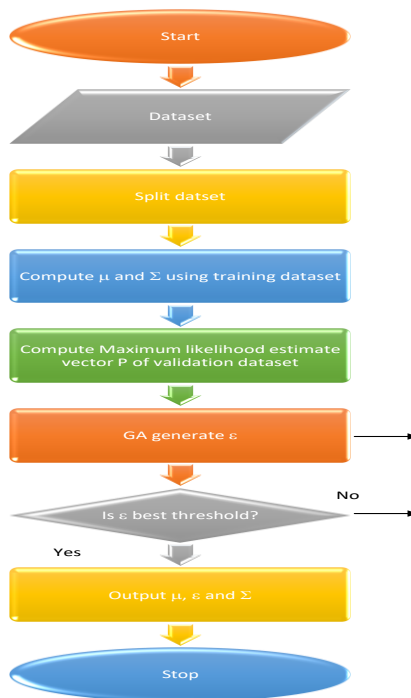 Start
Dataset
Split datset
Compute μ and Σ using training dataset
Compute Maximum likelihood estimate
vector P of validation dataset
GA generate ε
No
Is ε best threshold?
Yes
Output μ, ε and Σ
Stop